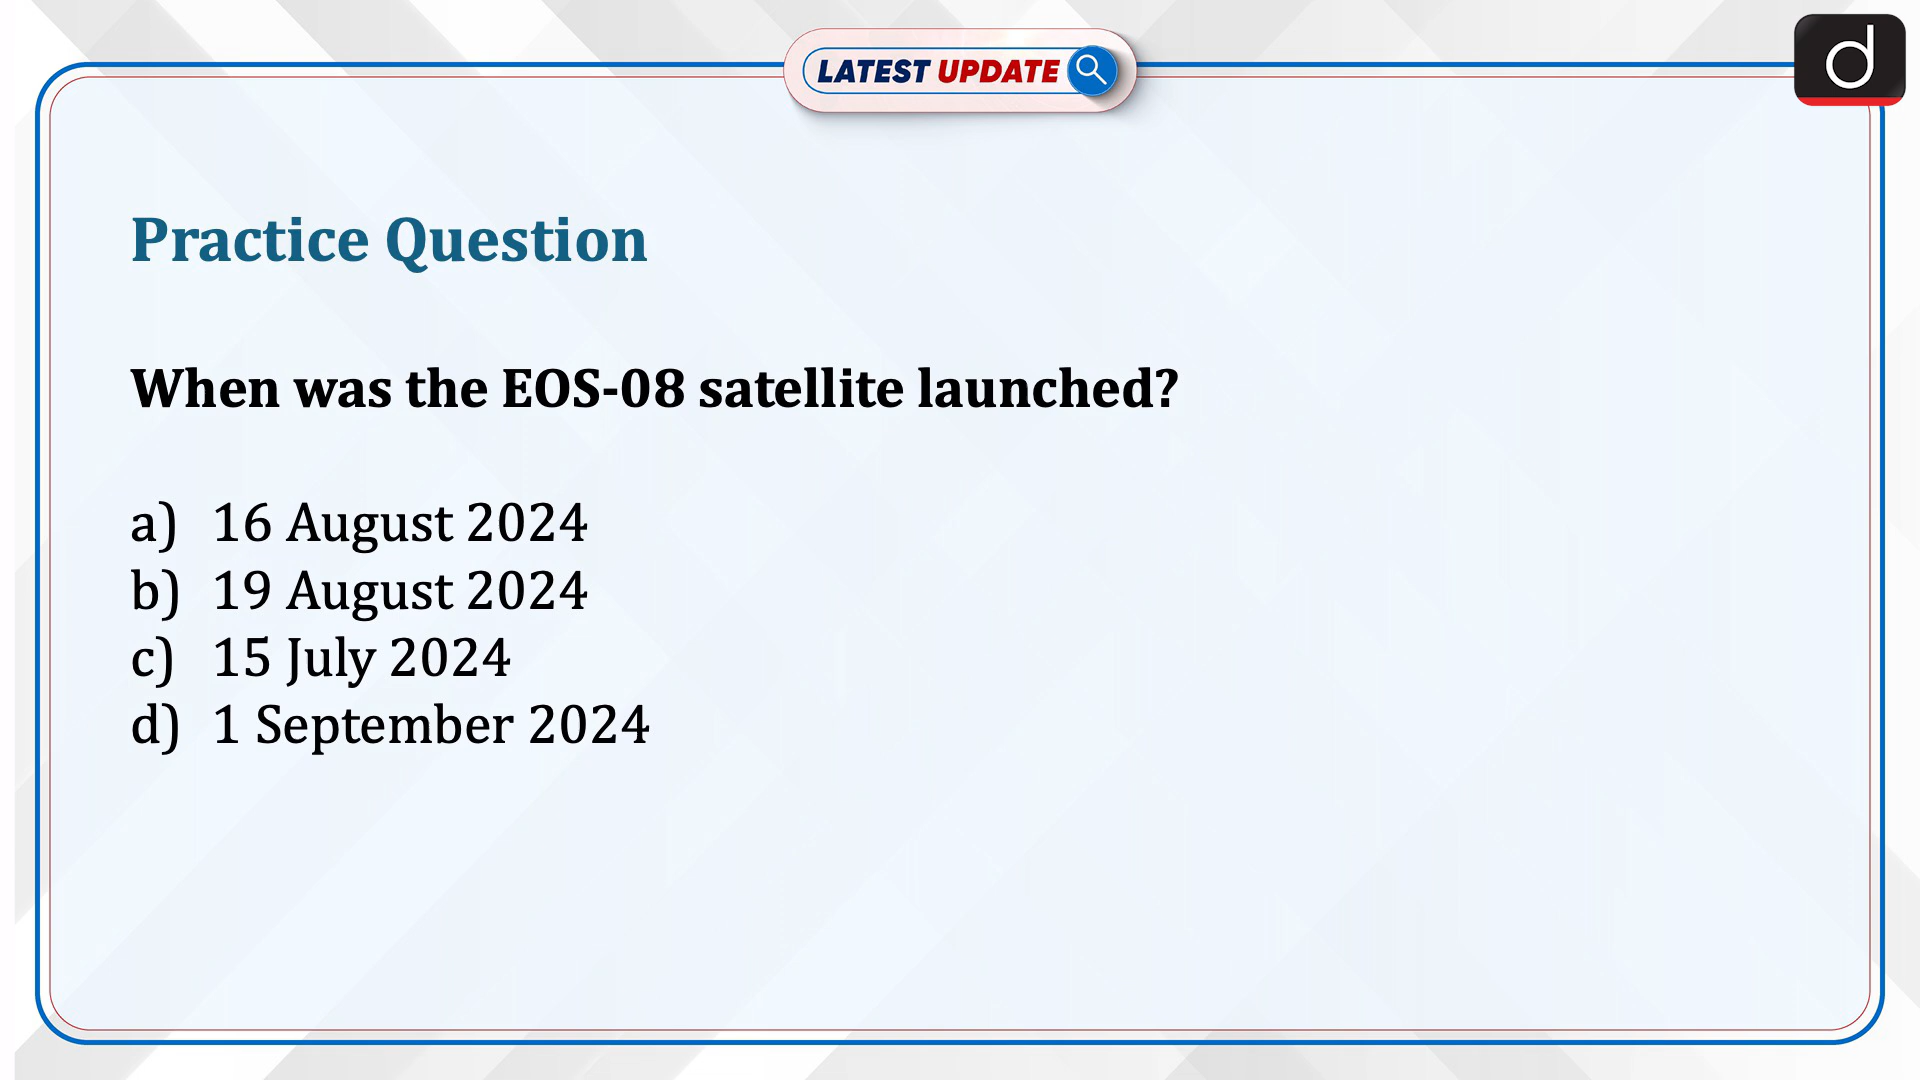 LATEST UPDATE
d
Practice Question
When was the EOS-08 satellite launched?
a) 16 August 2024
b) 19 August 2024
c) 15 July 2024
d) 1 September 2024